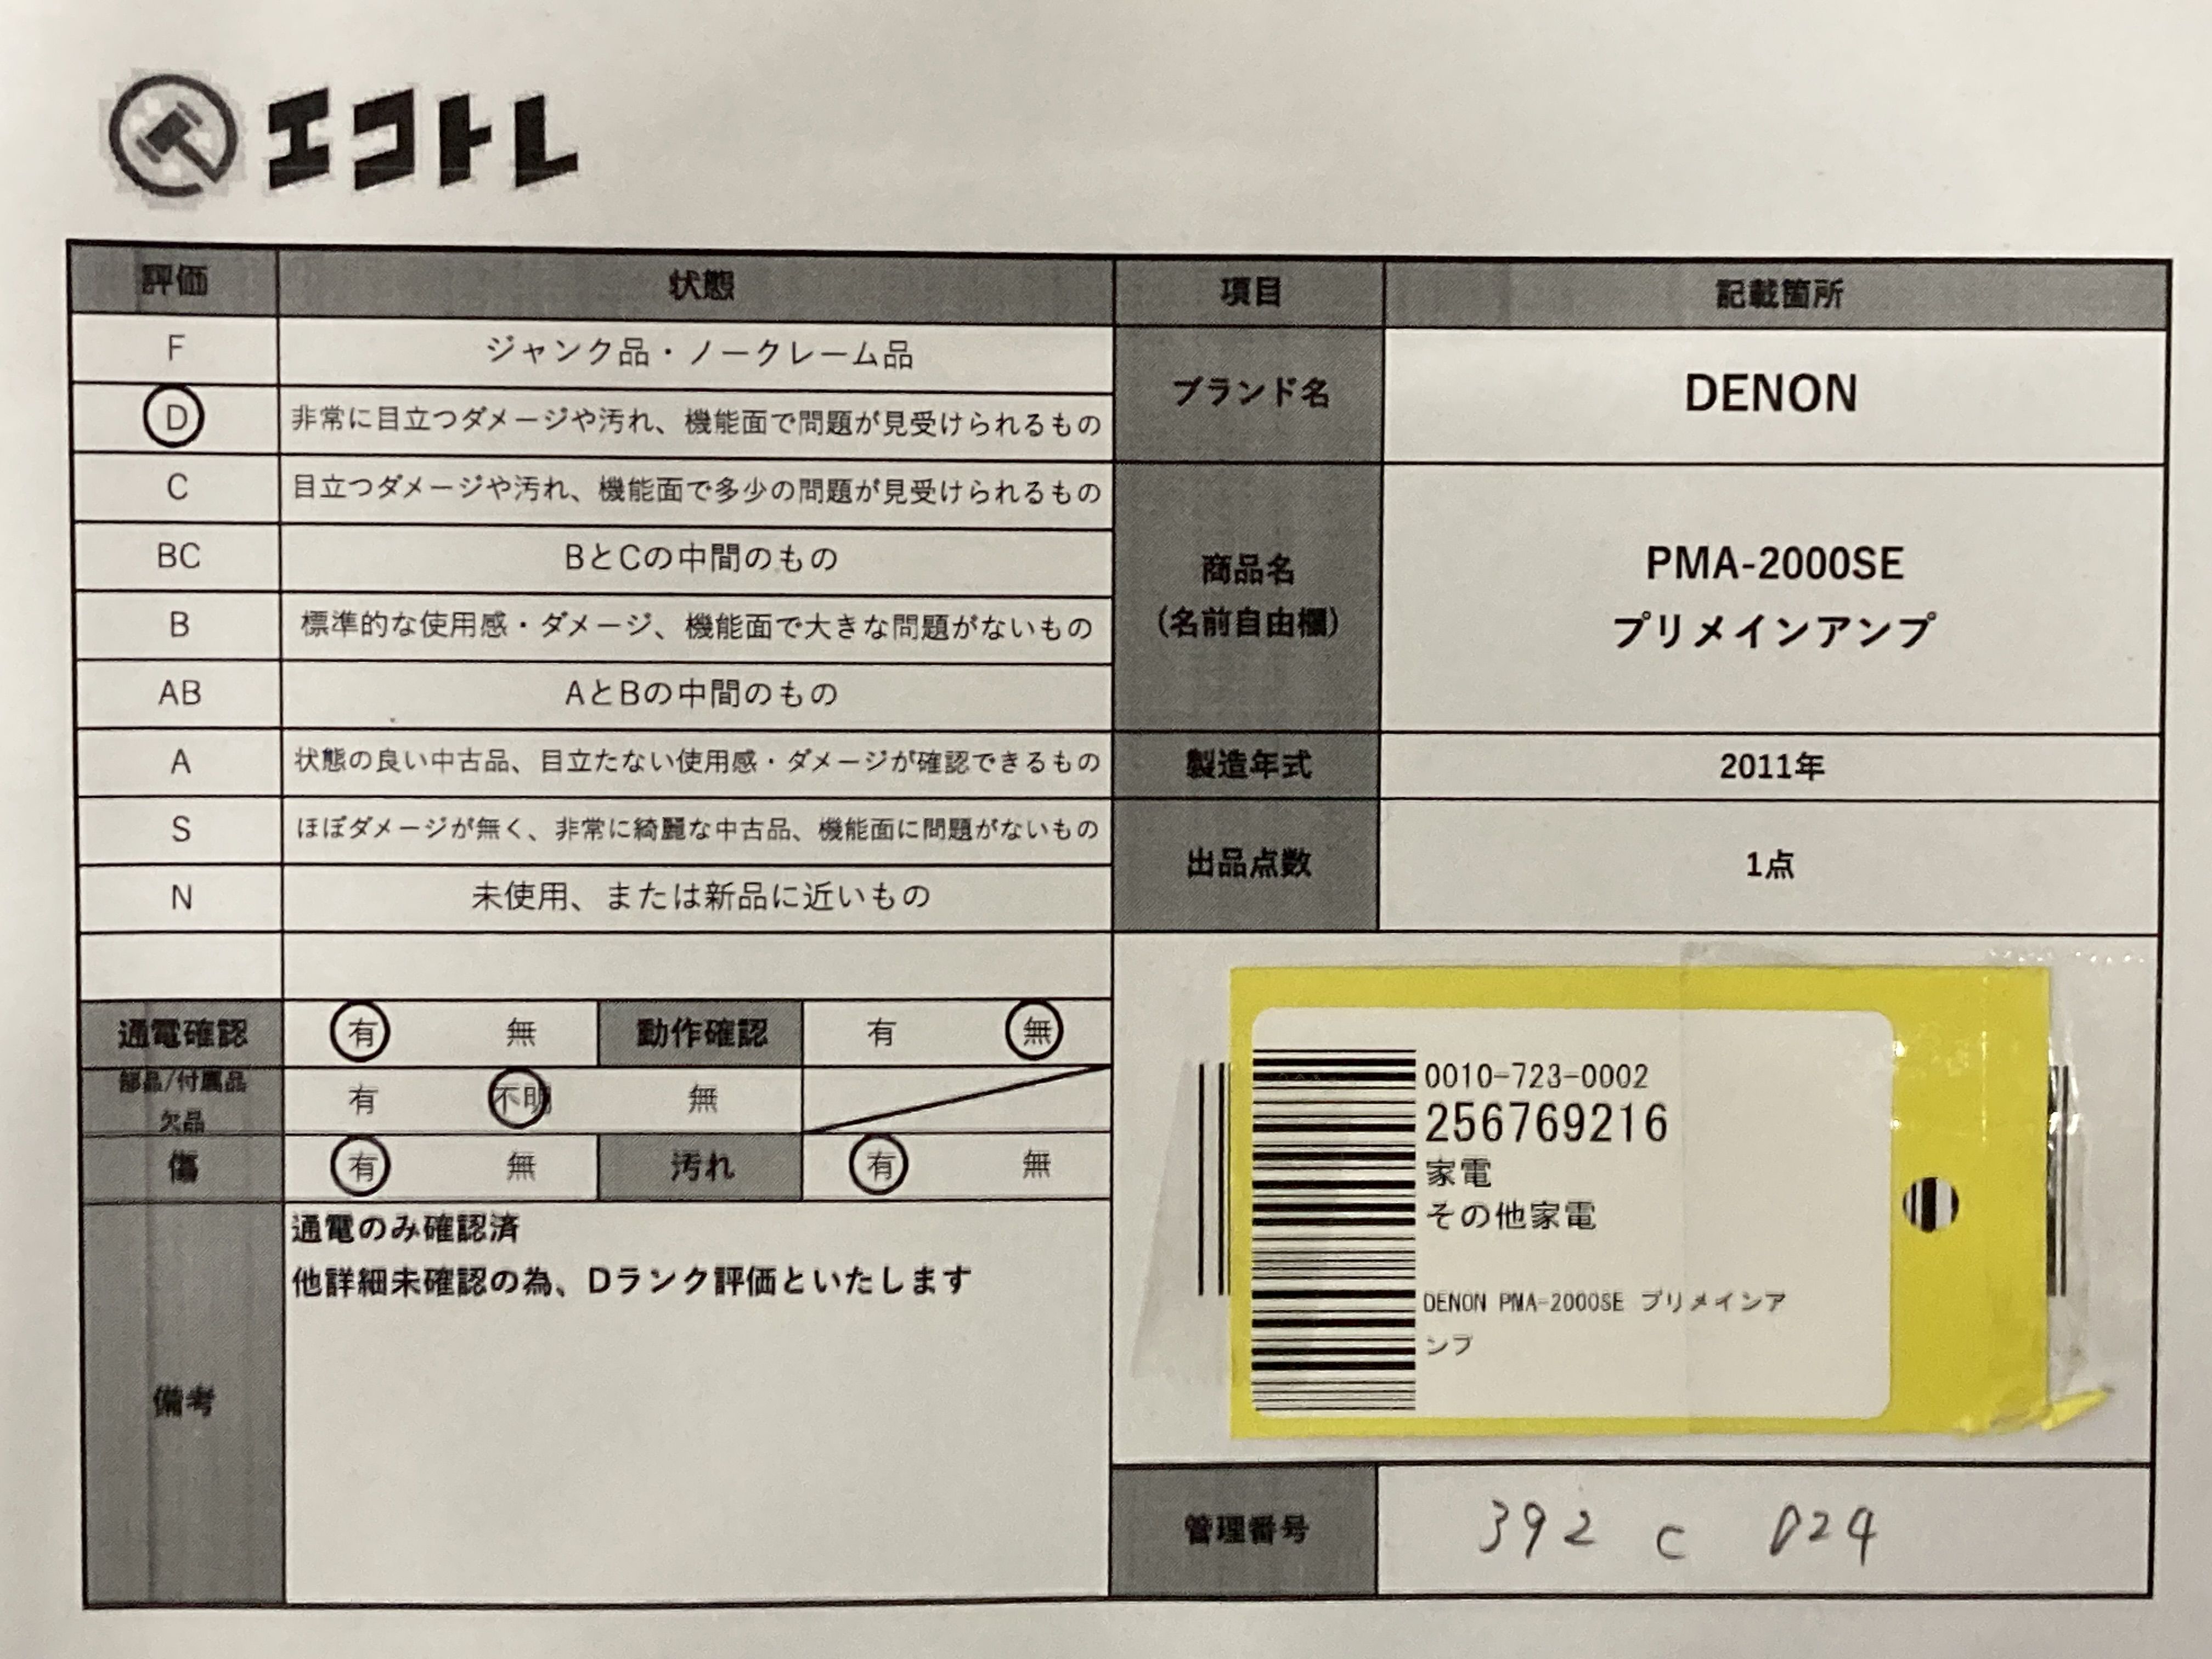 エコトレ
評価 状態 項目 記載箇所
F ジャンク品・ノークレーム品
D 非常に目立つダメージや汚れ、機能面で問題が見受けられるもの
ブランド名 DENON
C 目立つダメージや汚れ、機能面で多少の問題が見受けられるもの
BC BとCの中間のもの
B 標準的な使用感・ダメージ、機能面で大きな問題がないもの
商品名
(名前自由欄)
PMA-2000SE
プリメインアンプ
AB AとBの中間のもの
A 状態の良い中古品、目立たない使用感・ダメージが確認できるもの
製造年式 2011年
S ほぼダメージが無く、非常に綺麗な中古品、機能面に問題がないもの
出品点数 1点
N 未使用、または新品に近いもの
通電確認 有 無 動作確認 有 無
部品/付属品
欠品
有 不明 無
傷 有 無 汚れ 有 無
備考
通電のみ確認済
他詳細未確認の為、Dランク評価といたします
0010-723-0002
256769216
家電
その他家電
DENON PMA-2000SE プリメインア
ンプ
管理番号 392 C D24